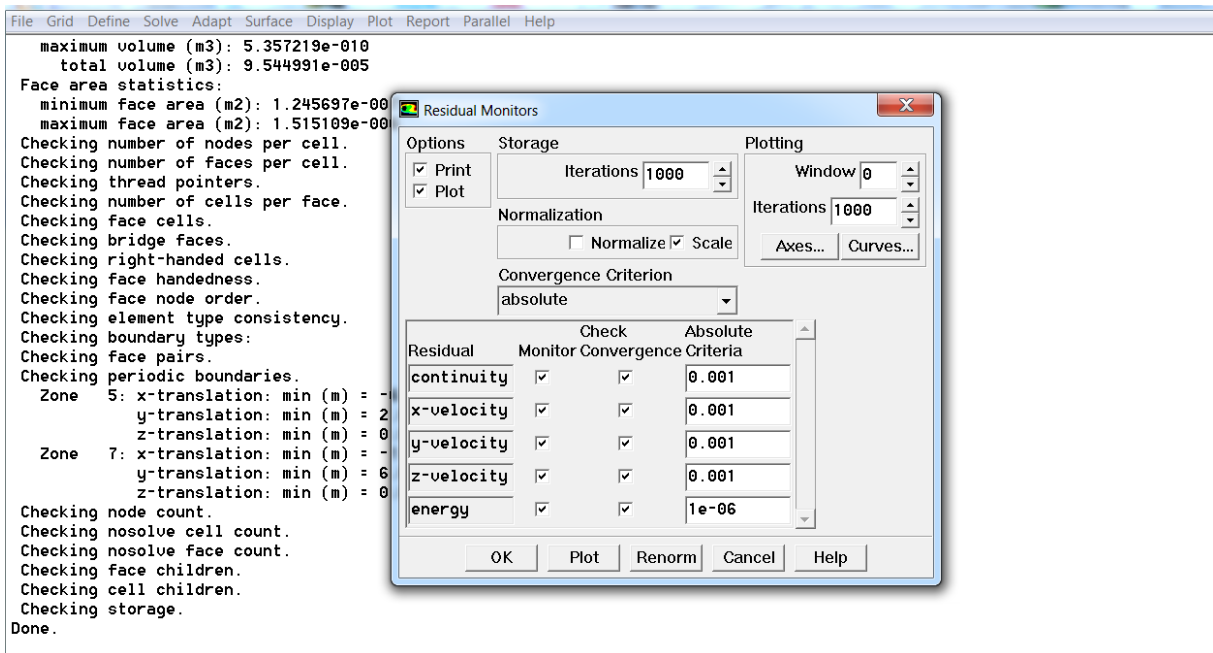 File Grid Define Solve Adapt Surface Display Plot Report Parallel Help
maximum volume (m3): 5.357219e-010
total volume (m3): 9.544991e-005
Face area statistics:
minimum face area (m2): 1.245697e-00
maximum face area (m2): 1.515109e-00
Checking number of nodes per cell.
Checking number of faces per cell.
Checking thread pointers.
Checking number of cells per face.
Checking face cells.
Checking bridge faces.
Checking right-handed cells.
Checking face handedness.
Checking face node order.
Checking element type consistency.
Checking boundary types:
Checking face pairs.
Checking periodic boundaries.
Zone 5: x-translation: min (m) = -
y-translation: min (m) = 2
z-translation: min (m) = 0
Zone 7: x-translation: min (m) = -
y-translation: min (m) = 6
z-translation: min (m) = 0
Checking node count.
Checking nosolve cell count.
Checking nosolve face count.
Checking face children.
Checking cell children.
Checking storage.
Done.
Residual Monitors
Options Storage Plotting
Print Iterations 1000 Window 0
Plot
Iterations 1000
Normalization
Normalize Scale Axes... Curves...
Convergence Criterion
absolute
Check Absolute
Residual Monitor Convergence Criteria
continuity 0.001
x-velocity 0.001
y-velocity 0.001
z-velocity 0.001
energy 1e-06
OK Plot Renorm Cancel Help